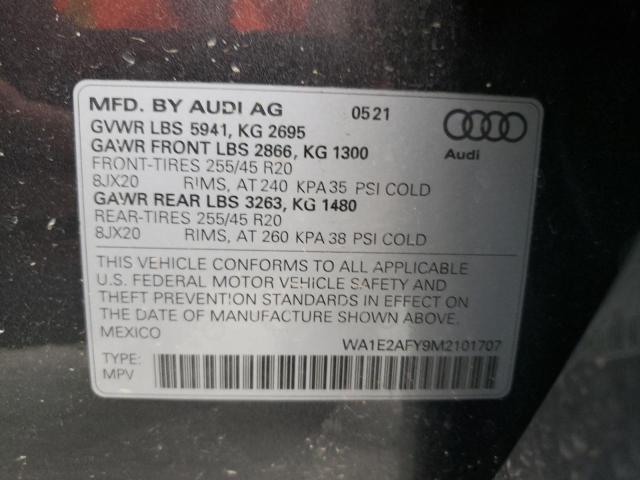 MFD. BY AUDI AG 0521
GVWR LBS 5941, KG 2695
GAWR FRONT LBS 2866, KG 1300
FRONT-TIRES 255/45 R20
8JX20 RIMS, AT 240 KPA 35 PSI COLD
GAWR REAR LBS 3263, KG 1480
REAR-TIRES 255/45 R20
8JX20 RIMS, AT 260 KPA 38 PSI COLD
Audi
THIS VEHICLE CONFORMS TO ALL APPLICABLE
U.S. FEDERAL MOTOR VEHICLE SAFETY AND
THEFT PREVENTION STANDARDS IN EFFECT ON
THE DATE OF MANUFACTURE SHOWN ABOVE.
MEXICO
WA1E2AFY9M2101707
TYPE:
MPV